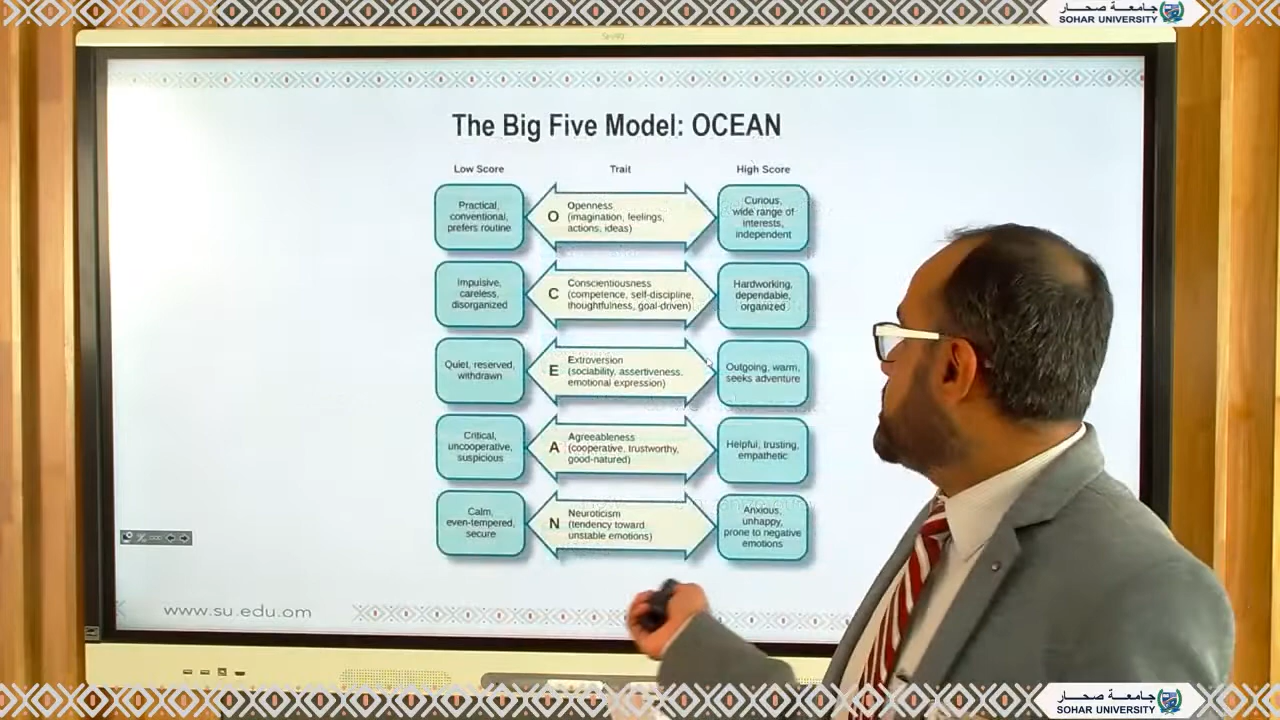 جامعة صحار
SOHAR UNIVERSITY
The Big Five Model: OCEAN
Low Score
Trait
High Score
Practical,
conventional,
prefers routine
O
Openness
(imagination, feelings,
actions, ideas)
Curious,
wide range of
interests,
independent
Impulsive,
careless,
disorganized
C
Conscientiousness
(competence, self-discipline,
thoughtfulness, goal-driven)
Hardworking,
dependable,
organized
Quiet, reserved,
withdrawn
E
Extroversion
(sociability, assertiveness,
emotional expression)
Outgoing, warm,
seeks adventure
Critical,
uncooperative,
suspicious
A
Agreeableness
(cooperative, trustworthy,
good-natured)
Helpful, trusting,
empathetic
Calm,
even-tempered,
secure
N
Neuroticism
(tendency toward
unstable emotions)
Anxious,
unhappy,
prone to negative
emotions
www.su.edu.om
جامعة صحار
SOHAR UNIVERSITY